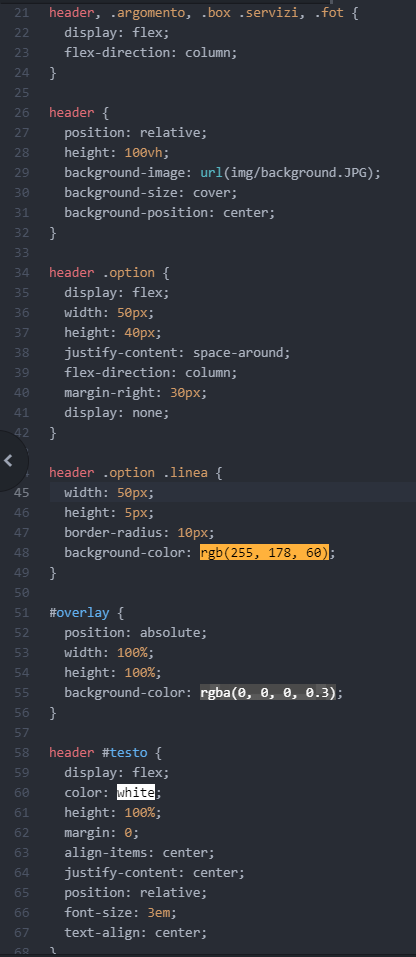 21 header, .argomento, .box .servizi, .fot {
22   display: flex;
23   flex-direction: column;
24 }
25
26 header {
27   position: relative;
28   height: 100vh;
29   background-image: url(img/background.JPG);
30   background-size: cover;
31   background-position: center;
32 }
33
34 header .option {
35   display: flex;
36   width: 50px;
37   height: 40px;
38   justify-content: space-around;
39   flex-direction: column;
40   margin-right: 30px;
41   display: none;
42 }
header .option .linea {
45   width: 50px;
46   height: 5px;
47   border-radius: 10px;
48   background-color: rgb(255, 178, 60);
49 }
50
51 #overlay {
52   position: absolute;
53   width: 100%;
54   height: 100%;
55   background-color: rgba(0, 0, 0, 0.3);
56 }
57
58 header #testo {
59   display: flex;
60   color: white;
61   height: 100%;
62   margin: 0;
63   align-items: center;
64   justify-content: center;
65   position: relative;
66   font-size: 3em;
67   text-align: center;
68 }